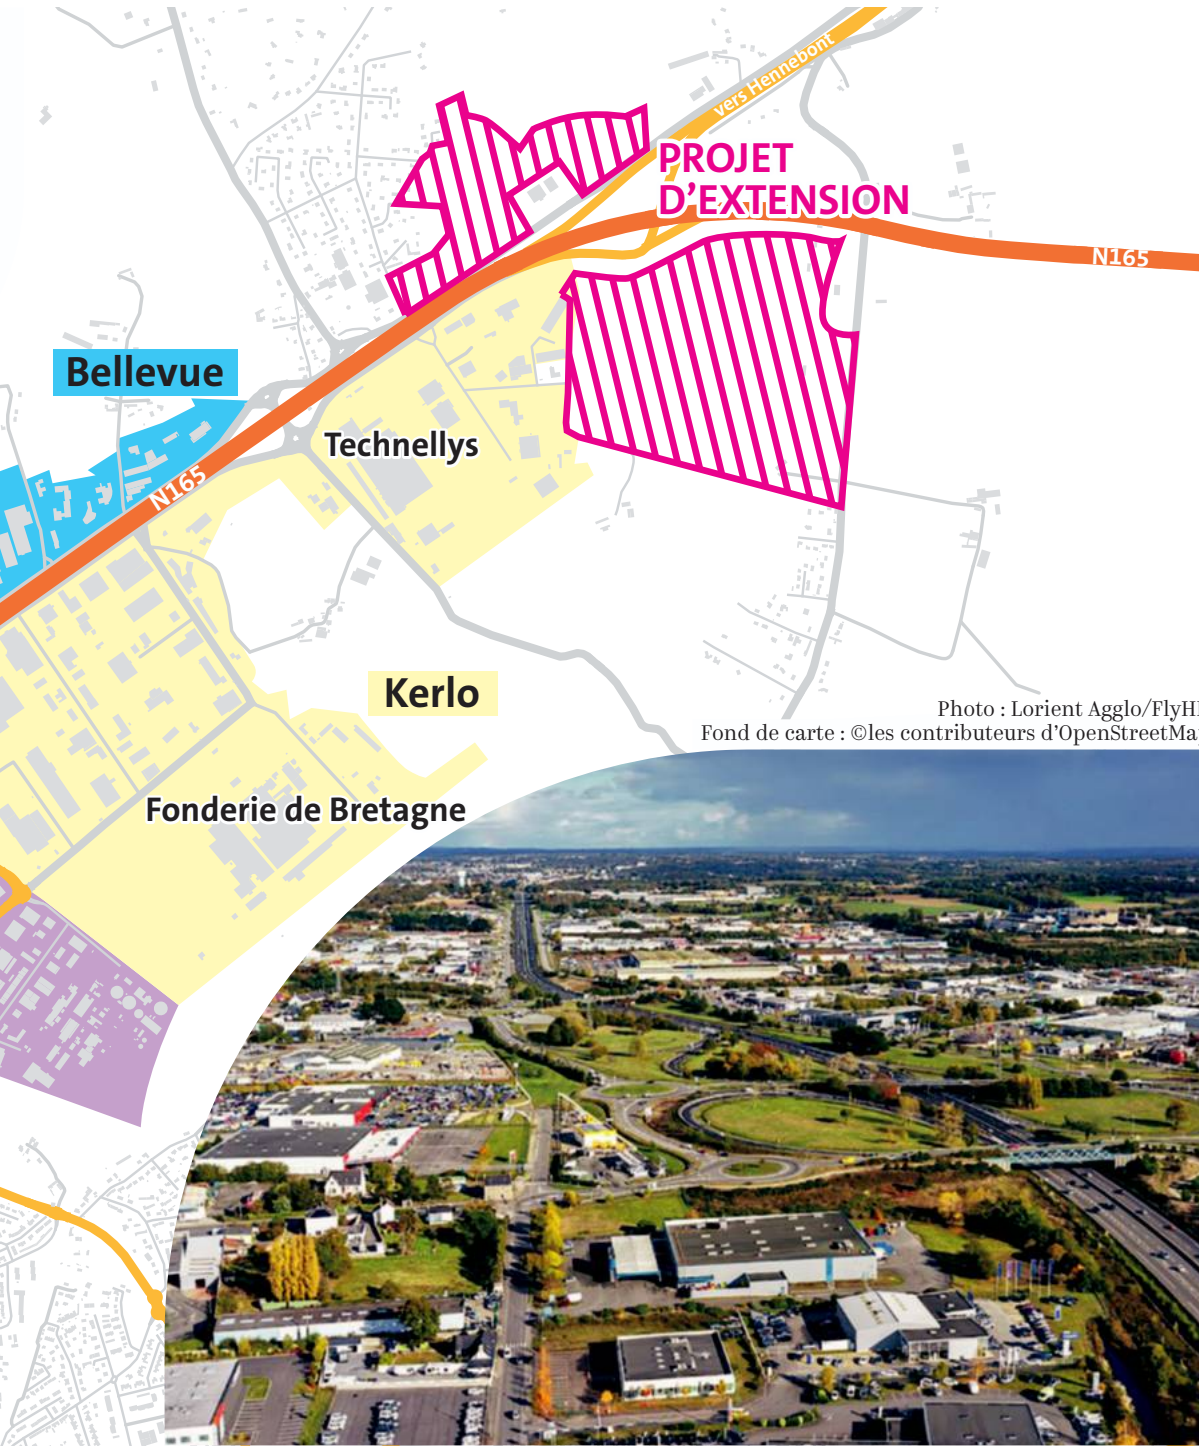 vers Hennebont
PROJET
D'EXTENSION
N165
Bellevue
Technellys
N165
Kerlo
Photo : Lorient Agglo/FlyH
Fond de carte : ©les contributeurs d'OpenStreetMa
Fonderie de Bretagne